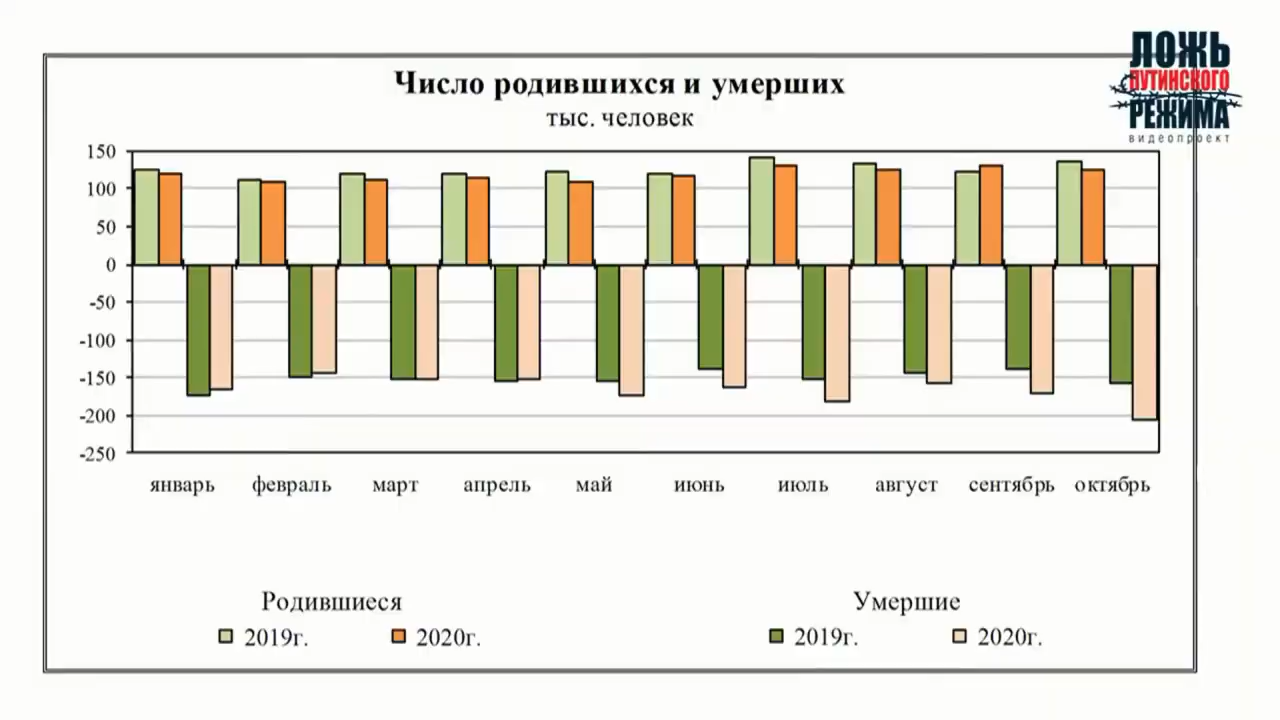 ЛОЖЬ
ПУТИНСКОГО
РЕЖИМА
видеопроект
Число родившихся и умерших
тыс. человек
150
100
50
0
-50
-100
-150
-200
-250
январь февраль март апрель май июнь июль август сентябрь октябрь
Родившиеся Умершие
2019г. 2020г. 2019г. 2020г.